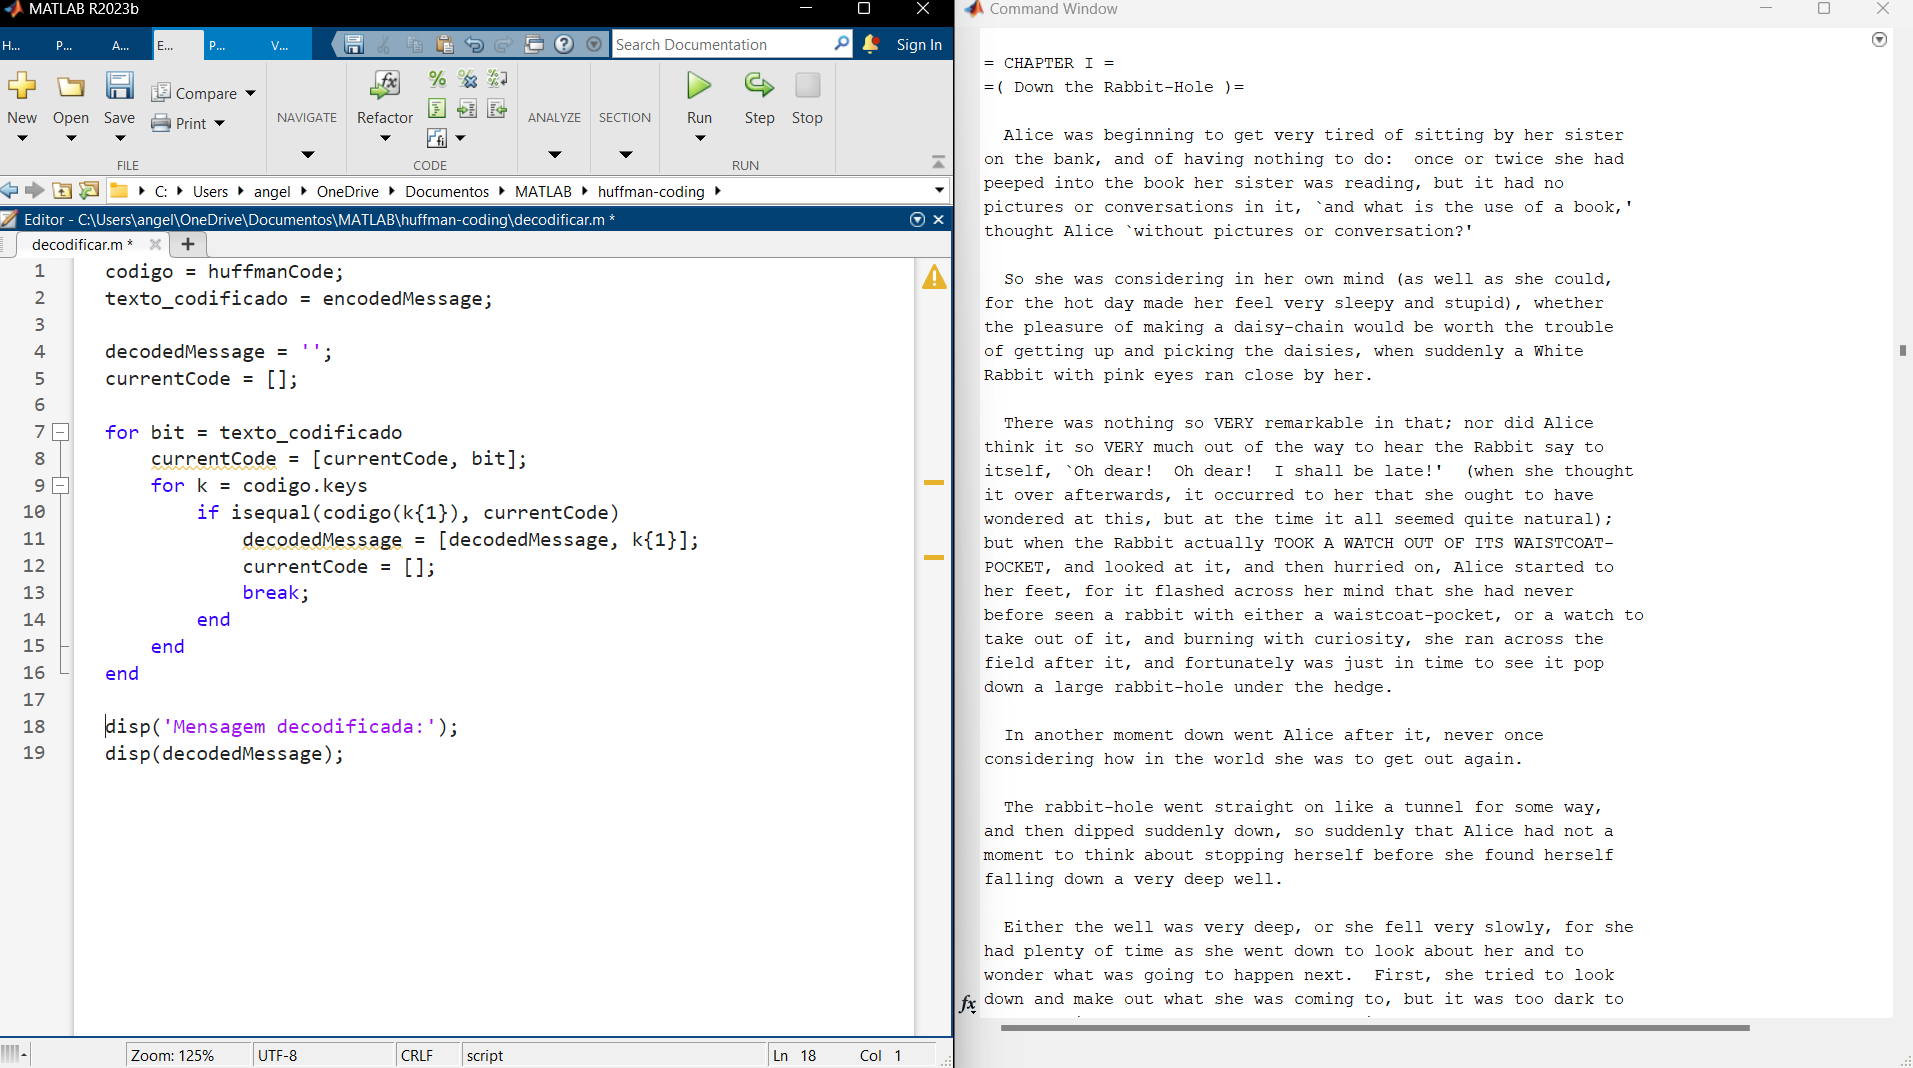 MATLAB R2023b
H... P... A... E... P... V...
Search Documentation
Sign In
New
Open
Save
Compare
Print
FILE
NAVIGATE
Refactor
CODE
ANALYZE
SECTION
Run
Step
Stop
RUN
C: Users angel OneDrive Documentos MATLAB huffman-coding
Editor - C:\Users\angel\OneDrive\Documentos\MATLAB\huffman-coding\decodificar.m *
decodificar.m *
1 codigo = huffmanCode;
2 texto_codificado = encodedMessage;
3
4 decodedMessage = '';
5 currentCode = [];
6
7 for bit = texto_codificado
8 currentCode = [currentCode, bit];
9 for k = codigo.keys
10 if isequal(codigo(k{1}), currentCode)
11 decodedMessage = [decodedMessage, k{1}];
12 currentCode = [];
13 break;
14 end
15 end
16 end
17
18 disp('Mensagem decodificada:');
19 disp(decodedMessage);
Zoom: 125% UTF-8 CRLF script Ln 18 Col 1
Command Window
= CHAPTER I =
=( Down the Rabbit-Hole )=
Alice was beginning to get very tired of sitting by her sister
on the bank, and of having nothing to do:  once or twice she had
peeped into the book her sister was reading, but it had no
pictures or conversations in it, `and what is the use of a book,'
thought Alice `without pictures or conversation?'
So she was considering in her own mind (as well as she could,
for the hot day made her feel very sleepy and stupid), whether
the pleasure of making a daisy-chain would be worth the trouble
of getting up and picking the daisies, when suddenly a White
Rabbit with pink eyes ran close by her.
There was nothing so VERY remarkable in that; nor did Alice
think it so VERY much out of the way to hear the Rabbit say to
itself, `Oh dear!  Oh dear!  I shall be late!'  (when she thought
it over afterwards, it occurred to her that she ought to have
wondered at this, but at the time it all seemed quite natural);
but when the Rabbit actually TOOK A WATCH OUT OF ITS WAISTCOAT-
POCKET, and looked at it, and then hurried on, Alice started to
her feet, for it flashed across her mind that she had never
before seen a rabbit with either a waistcoat-pocket, or a watch to
take out of it, and burning with curiosity, she ran across the
field after it, and fortunately was just in time to see it pop
down a large rabbit-hole under the hedge.
In another moment down went Alice after it, never once
considering how in the world she was to get out again.
The rabbit-hole went straight on like a tunnel for some way,
and then dipped suddenly down, so suddenly that Alice had not a
moment to think about stopping herself before she found herself
falling down a very deep well.
Either the well was very deep, or she fell very slowly, for she
had plenty of time as she went down to look about her and to
wonder what was going to happen next.  First, she tried to look
down and make out what she was coming to, but it was too dark to